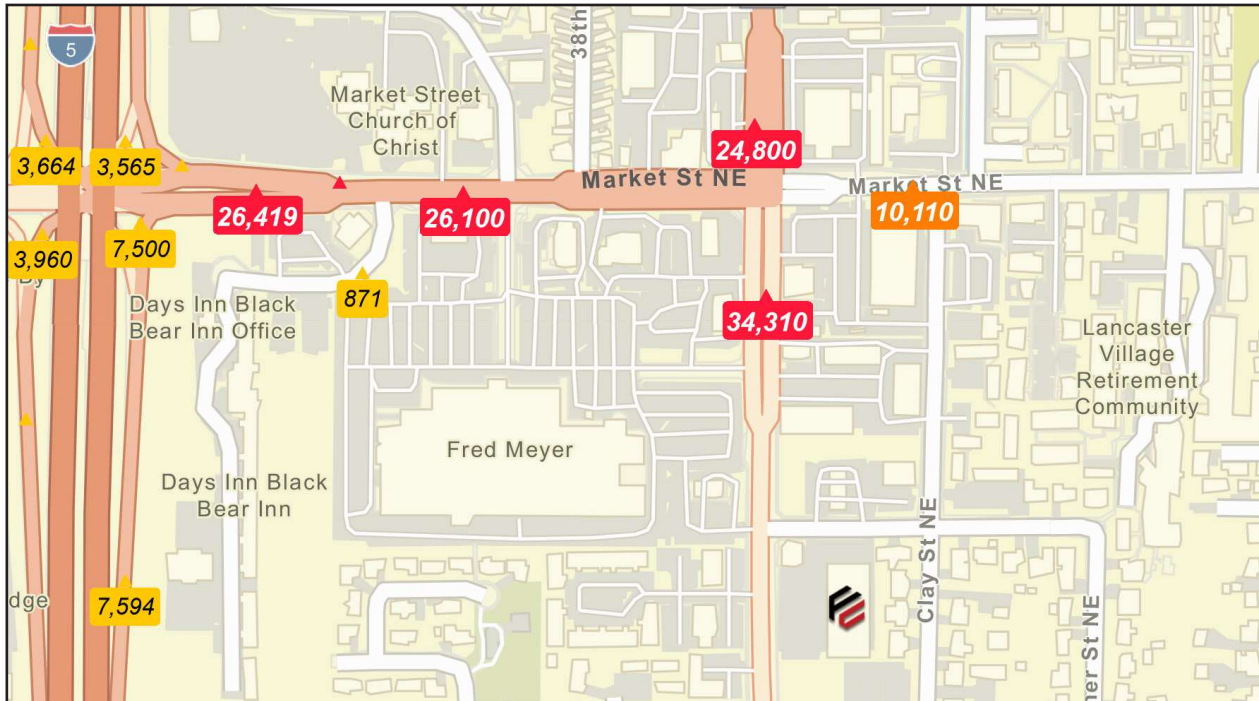 5
38th
Market Street
Church of
Christ
3,664
3,565
24,800
Market St NE
Market St NE
26,419
26,100
10,110
3,960
7,500
871
Days Inn Black
Bear Inn Office
34,310
Lancaster
Village
Retirement
Community
Fred Meyer
Days Inn Black
Bear Inn
Clay St NE
7,594
dge
ner St NE